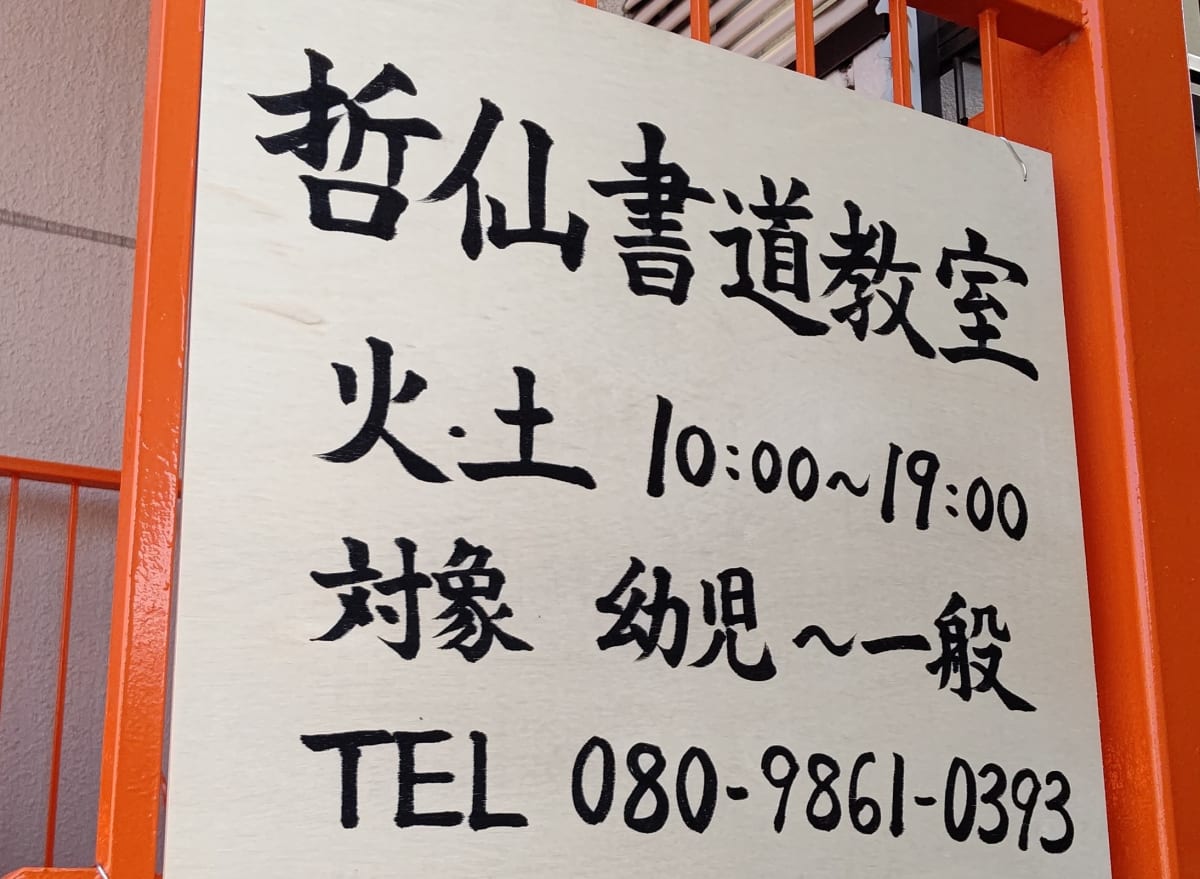 哲仙書道教室
火・土 10:00〜19:00
対象 幼児〜一般
TEL 080-9861-0393